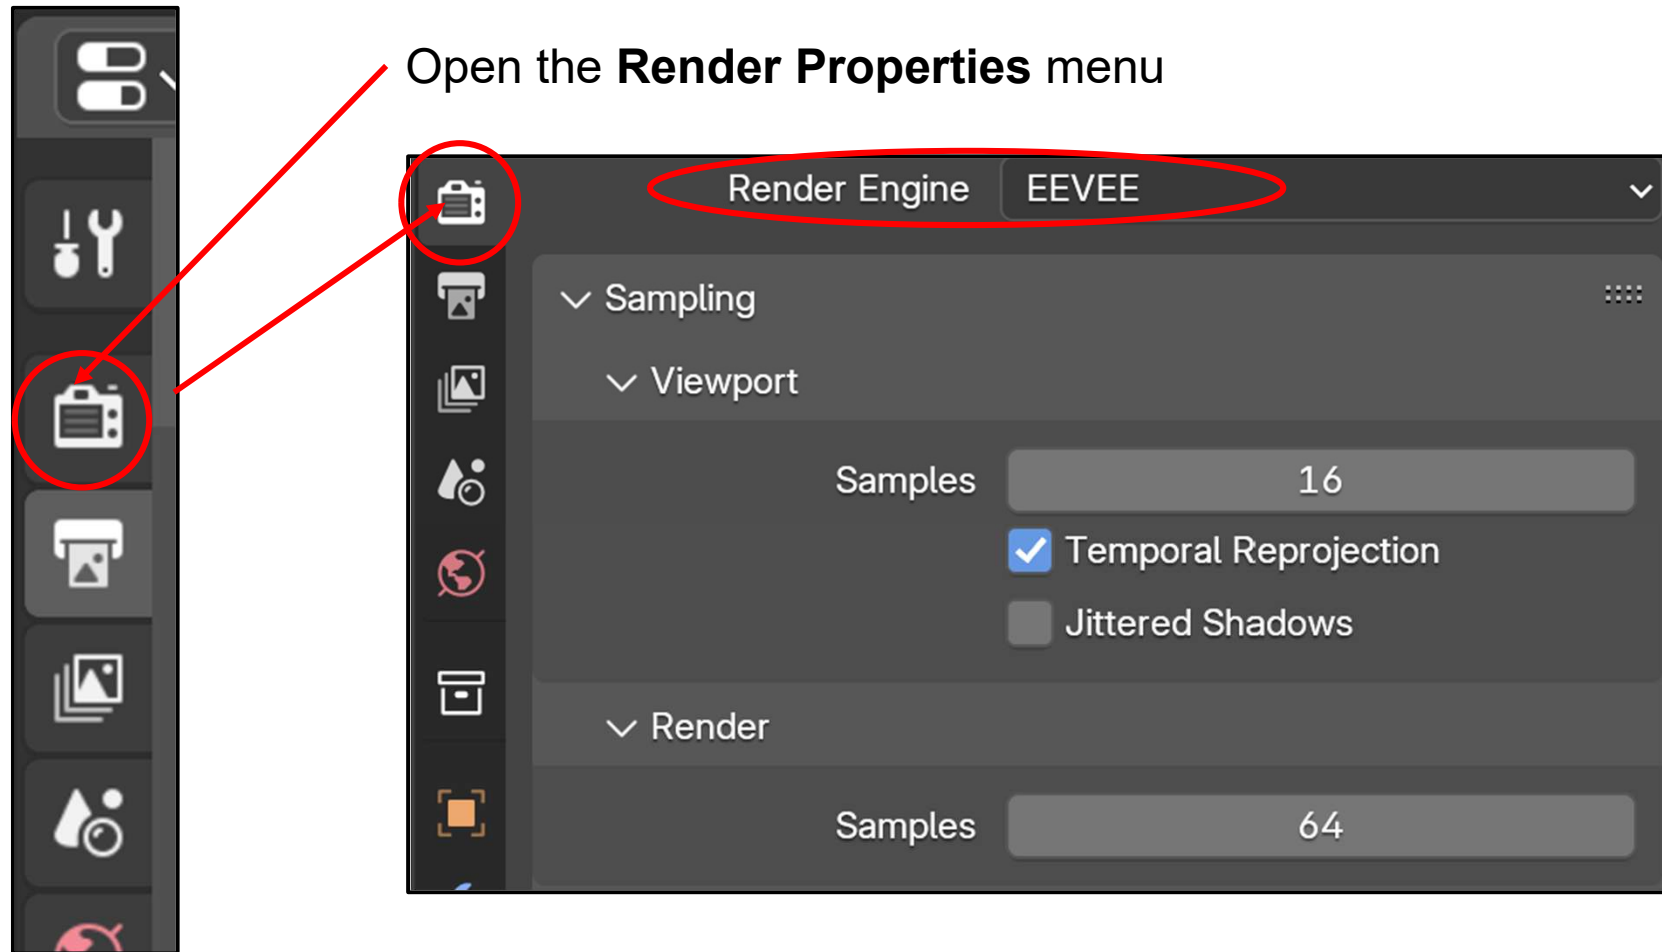 Open the Render Properties menu
Render Engine EEVEE
Sampling
Viewport
Samples 16
Temporal Reprojection
Jittered Shadows
Render
Samples 64